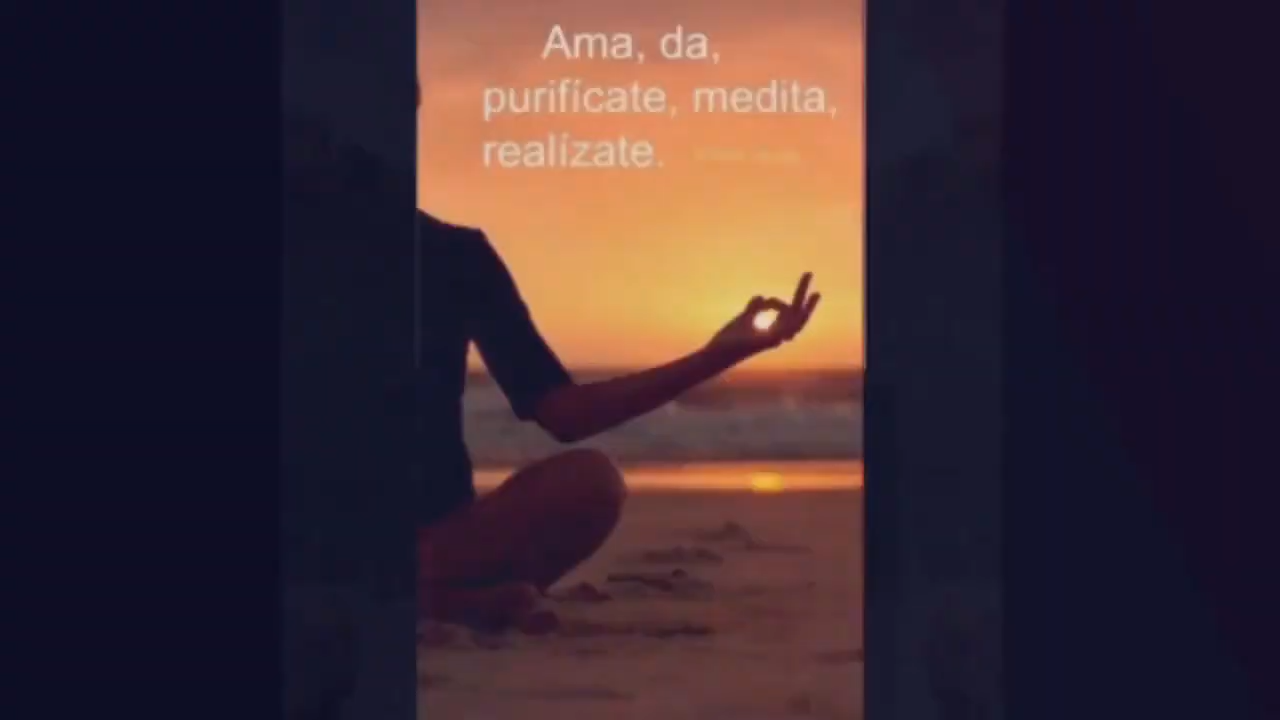 Ama, da,
purifícate, medita,
realízate.